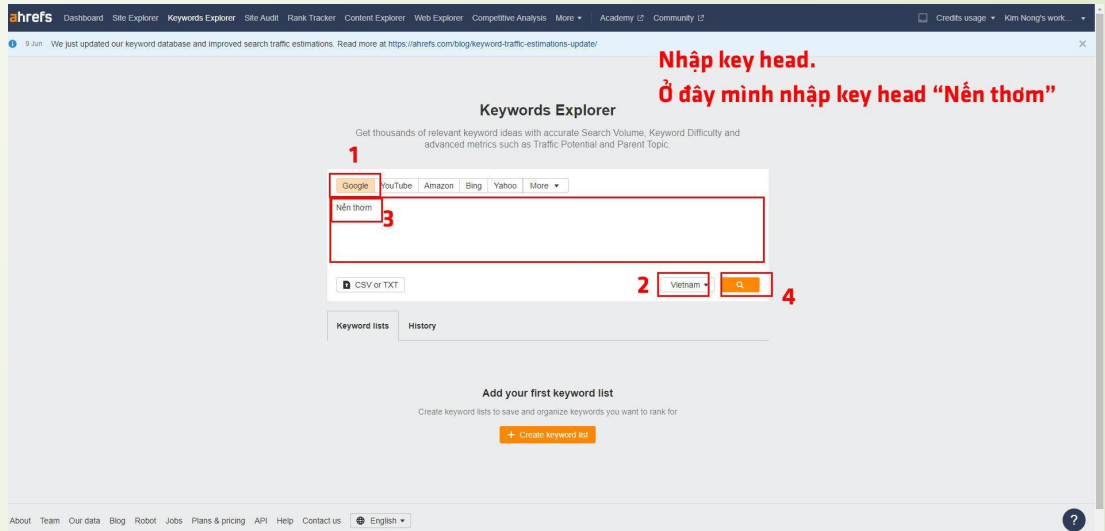 ahrefs Dashboard Site Explorer Keywords Explorer Site Audit Rank Tracker Content Explorer Web Explorer Competitive Analysis More Academy Community Credits usage Kim Nong's work...
9 Jun We just updated our keyword database and improved search traffic estimations. Read more at https://ahrefs.com/blog/keyword-traffic-estimations-update/
Nhập key head.
Ở đây mình nhập key head “Nến thơm”
Keywords Explorer
Get thousands of relevant keyword ideas with accurate Search Volume, Keyword Difficulty and
advanced metrics such as Traffic Potential and Parent Topic.
1
Google YouTube Amazon Bing Yahoo More
Nến thơm
3
CSV or TXT
2
Vietnam
4
Keyword lists History
Add your first keyword list
Create keyword lists to save and organize keywords you want to rank for
+ Create keyword list
About Team Our data Blog Robot Jobs Plans & pricing API Help Contact us English
?